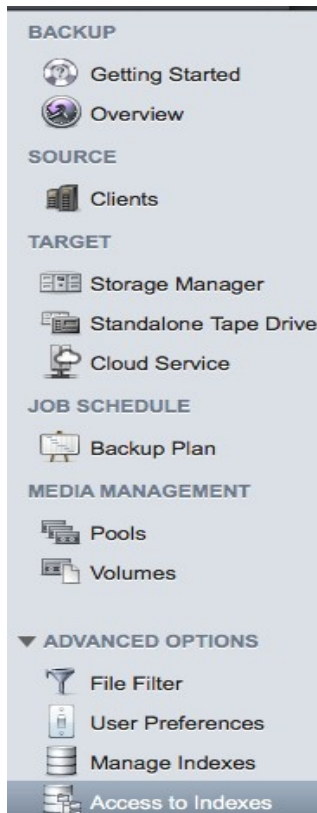 BACKUP
Getting Started
Overview
SOURCE
Clients
TARGET
Storage Manager
Standalone Tape Drive
Cloud Service
JOB SCHEDULE
Backup Plan
MEDIA MANAGEMENT
Pools
Volumes
ADVANCED OPTIONS
File Filter
User Preferences
Manage Indexes
Access to Indexes